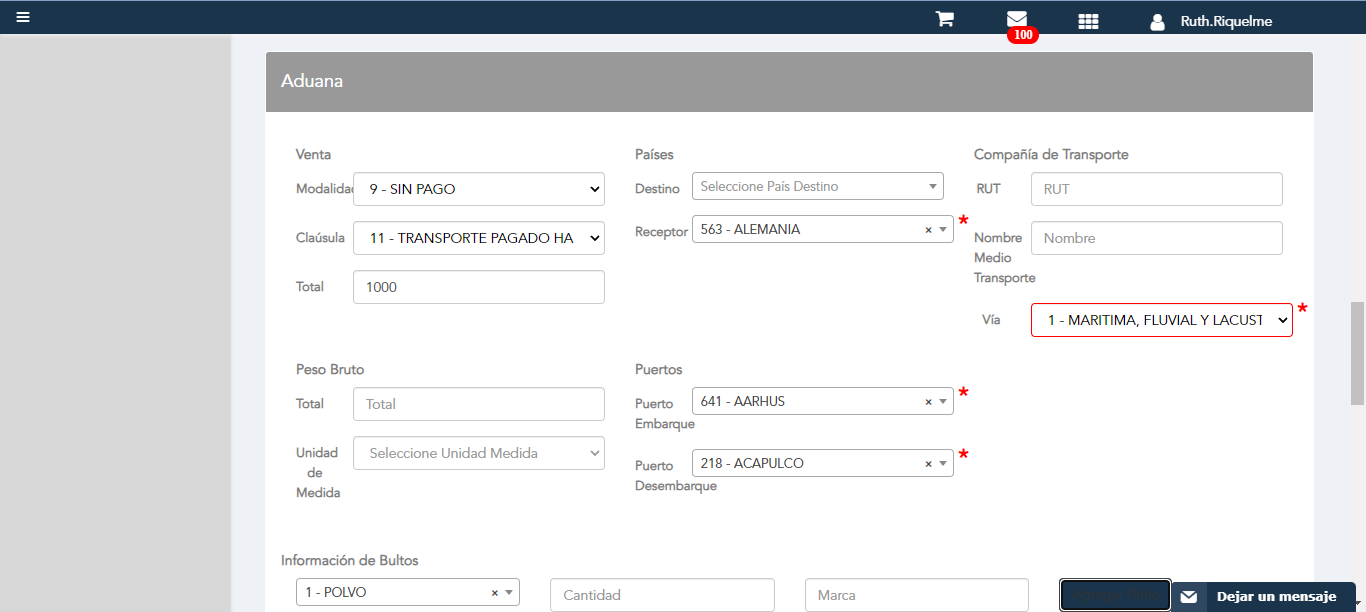 100
Ruth.Riquelme
Aduana
Venta
Modalidad
9 - SIN PAGO
Claúsula
11 - TRANSPORTE PAGADO HA
Total
1000
Países
Destino
Seleccione País Destino
Receptor
563 - ALEMANIA
×
*
Compañía de Transporte
RUT
RUT
Nombre
Medio
Transporte
Nombre
Vía
1 - MARITIMA, FLUVIAL Y LACUST
*
Peso Bruto
Total
Total
Unidad
de
Medida
Seleccione Unidad Medida
Puertos
Puerto
Embarque
641 - AARHUS
×
*
Puerto
Desembarque
218 - ACAPULCO
×
*
Información de Bultos
1 - POLVO
×
Cantidad
Marca
Dejar un mensaje